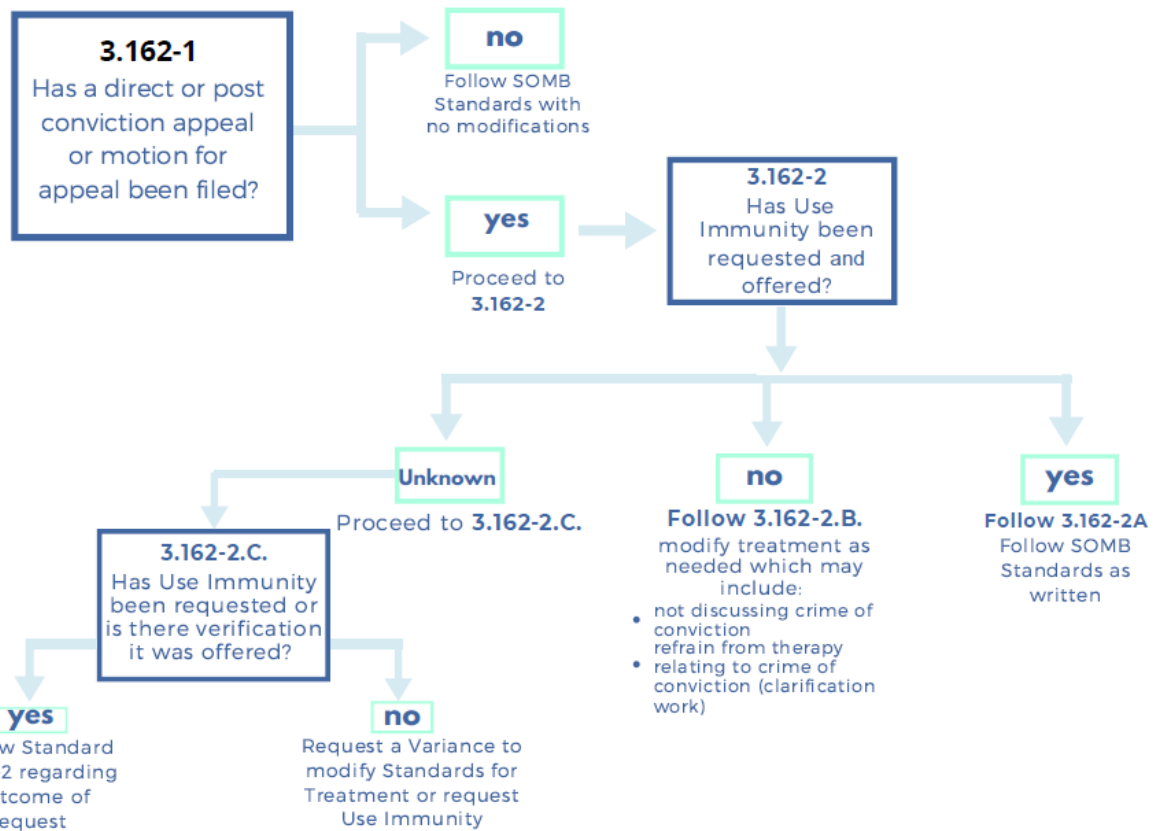 3.162-1
Has a direct or post
conviction appeal
or motion for
appeal been filed?
no
Follow SOMB
Standards with
no modifications
yes
Proceed to
3.162-2
3.162-2
Has Use
Immunity been
requested and
offered?
Unknown
Proceed to 3.162-2.C.
no
Follow 3.162-2.B.
modify treatment as
needed which may
include:
• not discussing crime of
conviction
refrain from therapy
• relating to crime of
conviction (clarification
work)
yes
Follow 3.162-2A
Follow SOMB
Standards as
written
3.162-2.C.
Has Use Immunity
been requested or
is there verification
it was offered?
yes
Standard
regarding
of
no
Request a Variance to
modify Standards for
Treatment or request
Use Immunity